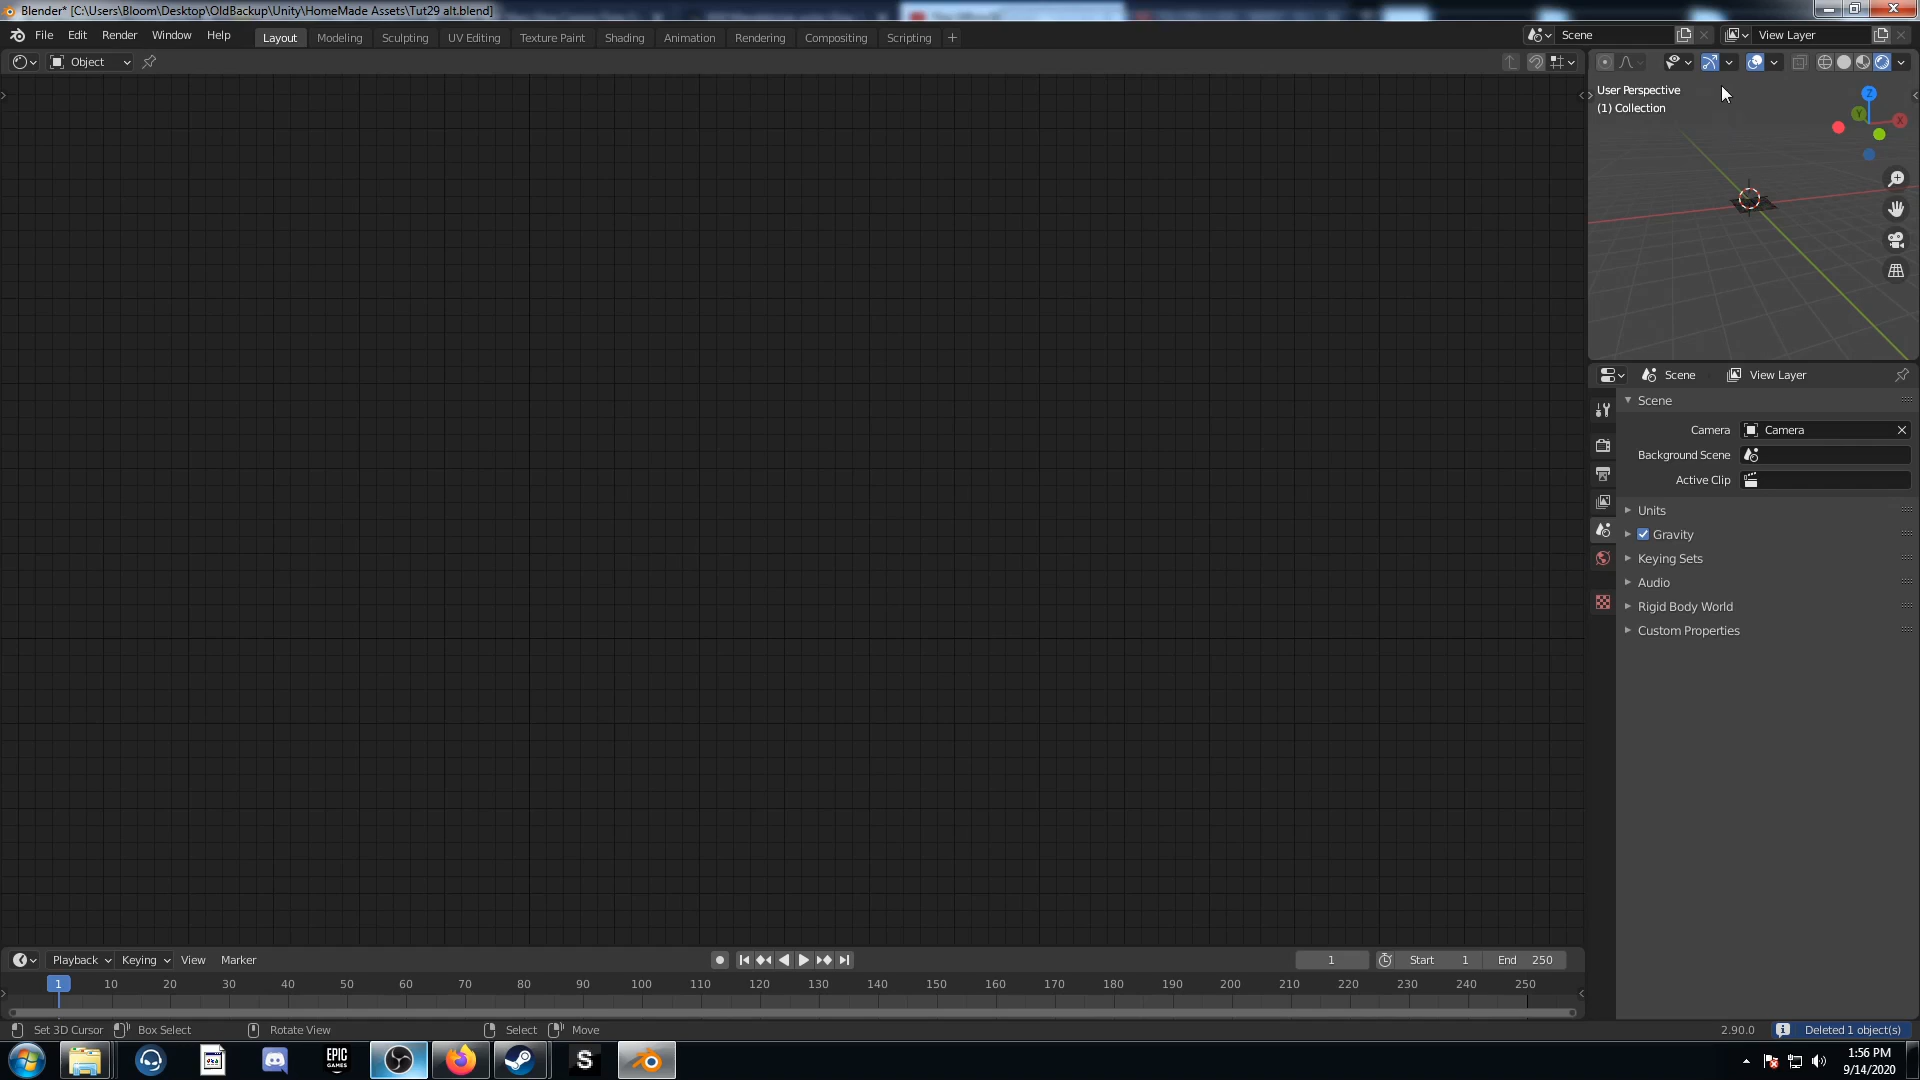 Blender* [C:\Users\Bloom\Desktop\OldBackup\Unity\HomeMade Assets\Tut29 alt.blend]
File Edit Render Window Help Layout Modeling Sculpting UV Editing Texture Paint Shading Animation Rendering Compositing Scripting + Scene View Layer
Object
User Perspective
(1) Collection
Z
Y
X
Scene View Layer
Scene
Camera Camera
Background Scene
Active Clip
Units
Gravity
Keying Sets
Audio
Rigid Body World
Custom Properties
Playback Keying View Marker 1 Start 1 End 250
1 10 20 30 40 50 60 70 80 90 100 110 120 130 140 150 160 170 180 190 200 210 220 230 240 250
Set 3D Cursor Box Select Rotate View Select Move 2.90.0 Deleted 1 object(s)
EPIC
GAMES
S
1:56 PM
9/14/2020